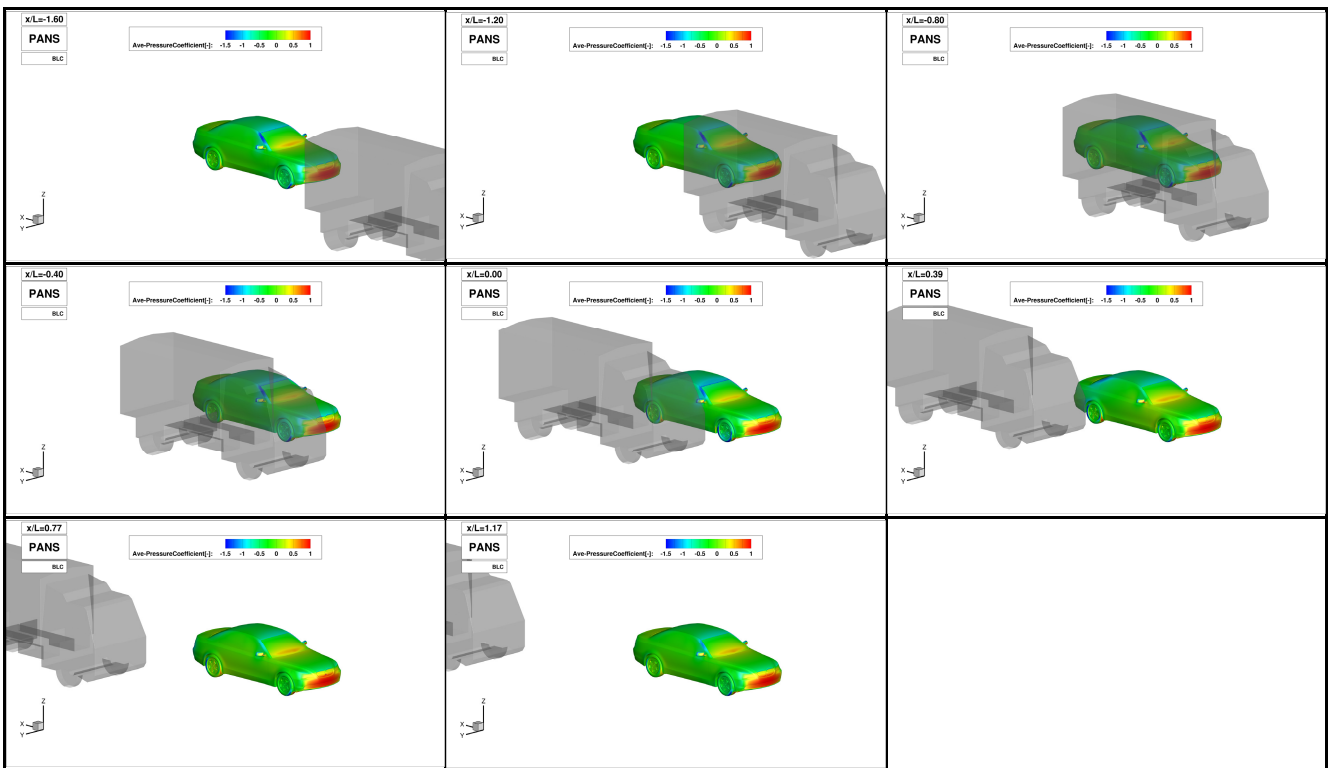 x/L=-1.60
PANS
BLC
Ave-PressureCoefficient[-]: -1.5 -1 -0.5 0 0.5 1
Z
X
Y
x/L=-1.20
PANS
BLC
Ave-PressureCoefficient[-]: -1.5 -1 -0.5 0 0.5 1
Z
X
Y
x/L=-0.80
PANS
BLC
Ave-PressureCoefficient[-]: -1.5 -1 -0.5 0 0.5 1
Z
X
Y
x/L=-0.40
PANS
BLC
Ave-PressureCoefficient[-]: -1.5 -1 -0.5 0 0.5 1
Z
X
Y
x/L=0.00
PANS
BLC
Ave-PressureCoefficient[-]: -1.5 -1 -0.5 0 0.5 1
Z
X
Y
x/L=0.39
PANS
BLC
Ave-PressureCoefficient[-]: -1.5 -1 -0.5 0 0.5 1
Z
X
Y
x/L=0.77
PANS
BLC
Ave-PressureCoefficient[-]: -1.5 -1 -0.5 0 0.5 1
Z
X
Y
x/L=1.17
PANS
BLC
Ave-PressureCoefficient[-]: -1.5 -1 -0.5 0 0.5 1
Z
X
Y